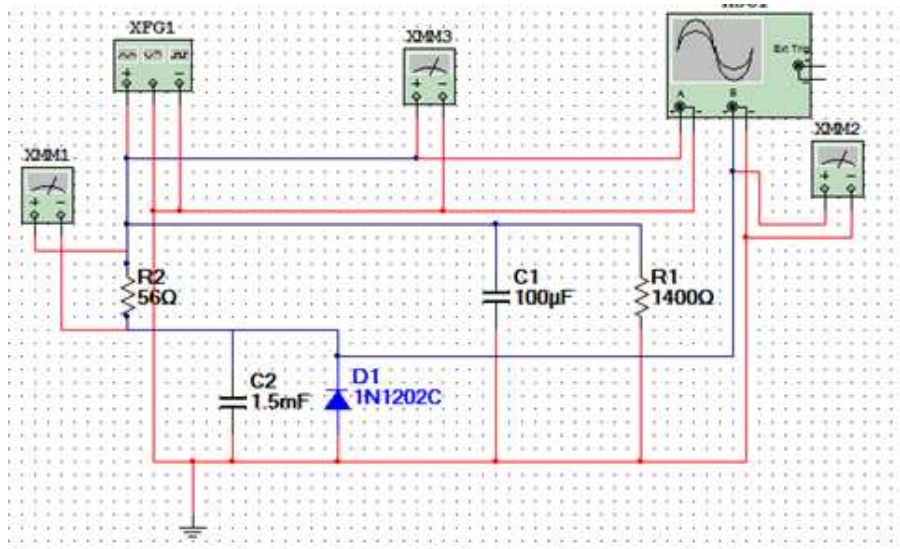 XFG1
XMM3
Ext Trig
A
B
XMM1
XMM2
R2
56Ω
C1
100µF
R1
1400Ω
C2
1.5mF
D1
1N1202C